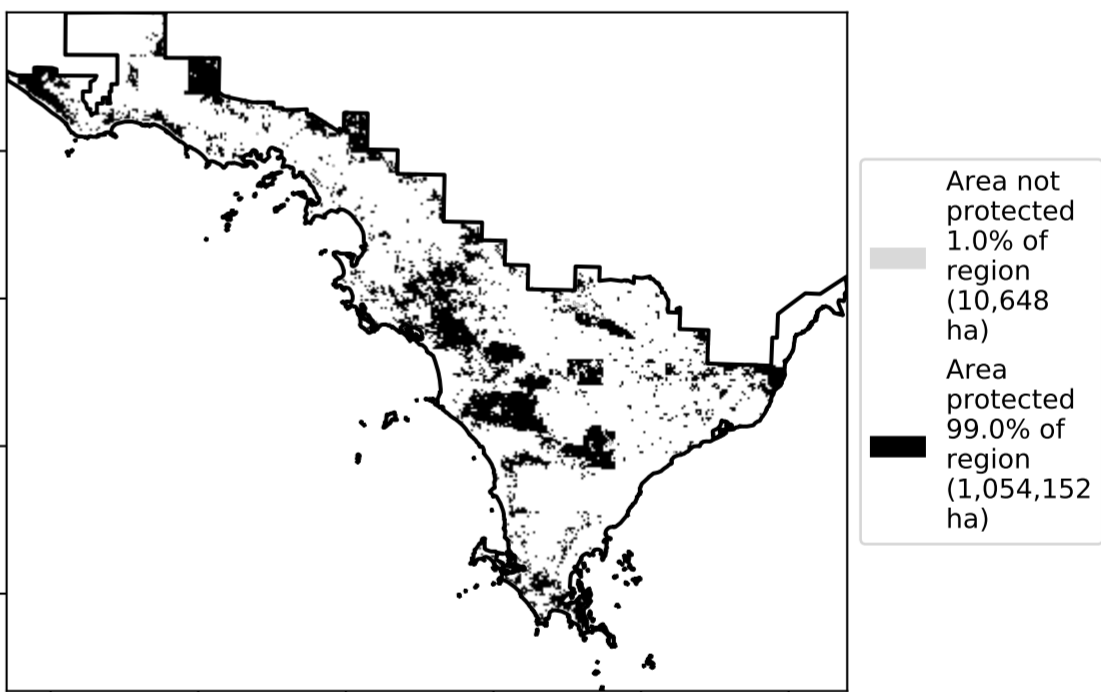 Area not
protected
1.0% of
region
(10,648
ha)
Area
protected
99.0% of
region
(1,054,152
ha)